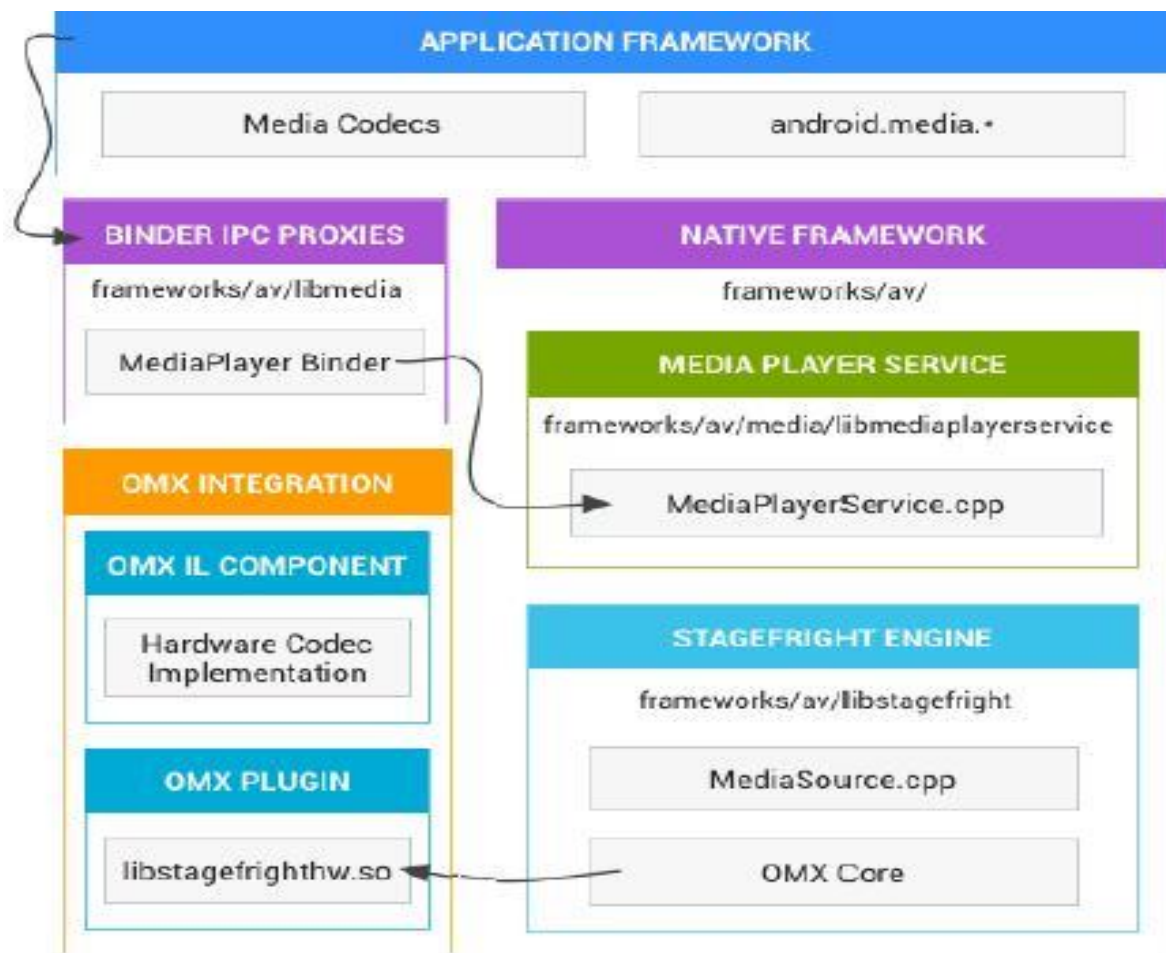 APPLICATION FRAMEWORK
Media Codecs
android.media.*
BINDER IPC PROXIES
frameworks/av/libmedia
MediaPlayer Binder
NATIVE FRAMEWORK
frameworks/av/
MEDIA PLAYER SERVICE
frameworks/av/media/libmediaplayerservice
MediaPlayerService.cpp
OMX INTEGRATION
OMX IL COMPONENT
Hardware Codec
Implementation
OMX PLUGIN
libstagefrighthw.so
STAGEFRIGHT ENGINE
frameworks/av/libstagefright
MediaSource.cpp
OMX Core